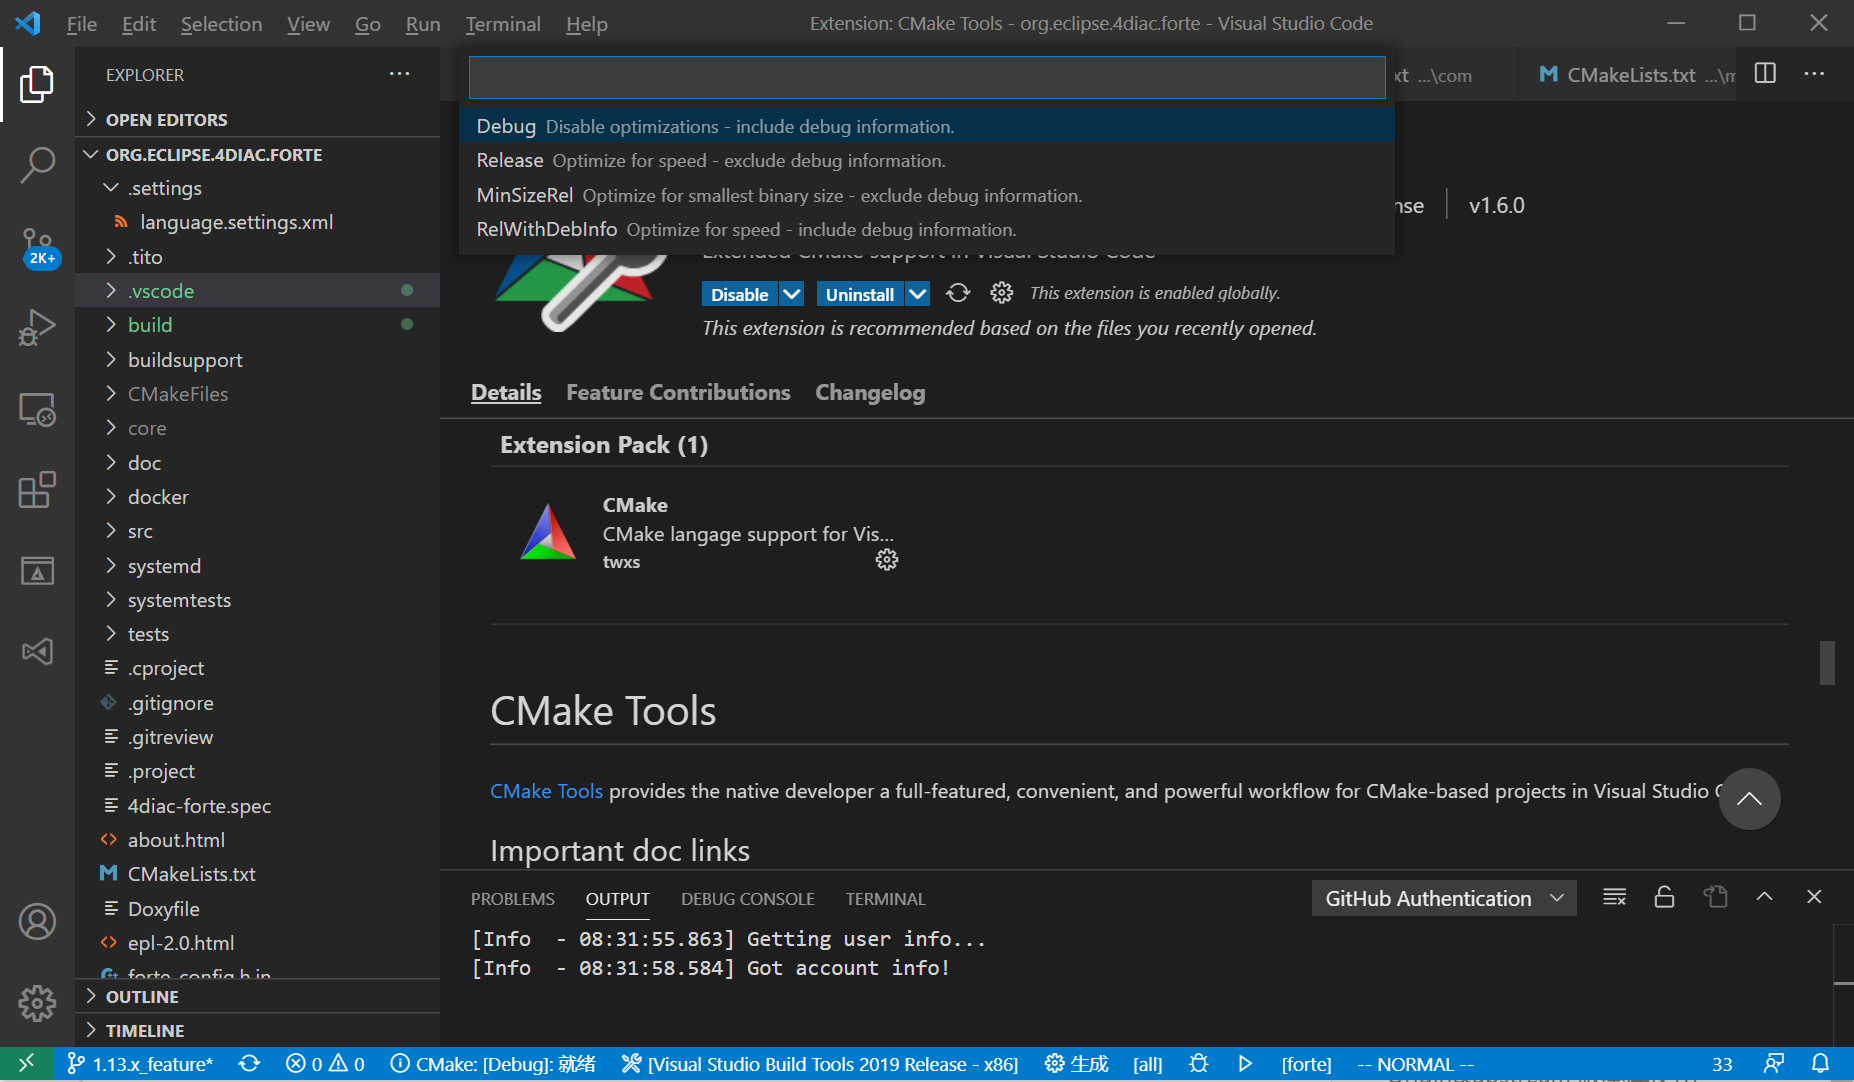 File Edit Selection View Go Run Terminal Help
Extension: CMake Tools - org.eclipse.4diac.forte - Visual Studio Code
EXPLORER
OPEN EDITORS
ORG.ECLIPSE.4DIAC.FORTE
.settings
language.settings.xml
.tito
.vscode
build
buildsupport
CMakeFiles
core
doc
docker
src
systemd
systemtests
tests
.cproject
.gitignore
.gitreview
.project
4diac-forte.spec
about.html
CMakeLists.txt
Doxyfile
epl-2.0.html
forte_config.h.in
OUTLINE
TIMELINE
2K+
xt ...\com
CMakeLists.txt ...\m
Debug Disable optimizations - include debug information.
Release Optimize for speed - exclude debug information.
MinSizeRel Optimize for smallest binary size - exclude debug information.
RelWithDebInfo Optimize for speed - include debug information.
nse v1.6.0
Extended CMake support in Visual Studio Code
Disable Uninstall This extension is enabled globally.
This extension is recommended based on the files you recently opened.
Details Feature Contributions Changelog
Extension Pack (1)
CMake
CMake langage support for Vis...
twxs
CMake Tools
CMake Tools provides the native developer a full-featured, convenient, and powerful workflow for CMake-based projects in Visual Studio C
Important doc links
PROBLEMS OUTPUT DEBUG CONSOLE TERMINAL
GitHub Authentication
[Info - 08:31:55.863] Getting user info...
[Info - 08:31:58.584] Got account info!
1.13.x_feature* 0 0 CMake: [Debug]: 就绪 [Visual Studio Build Tools 2019 Release - x86] 生成 [all] [forte] -- NORMAL -- 33